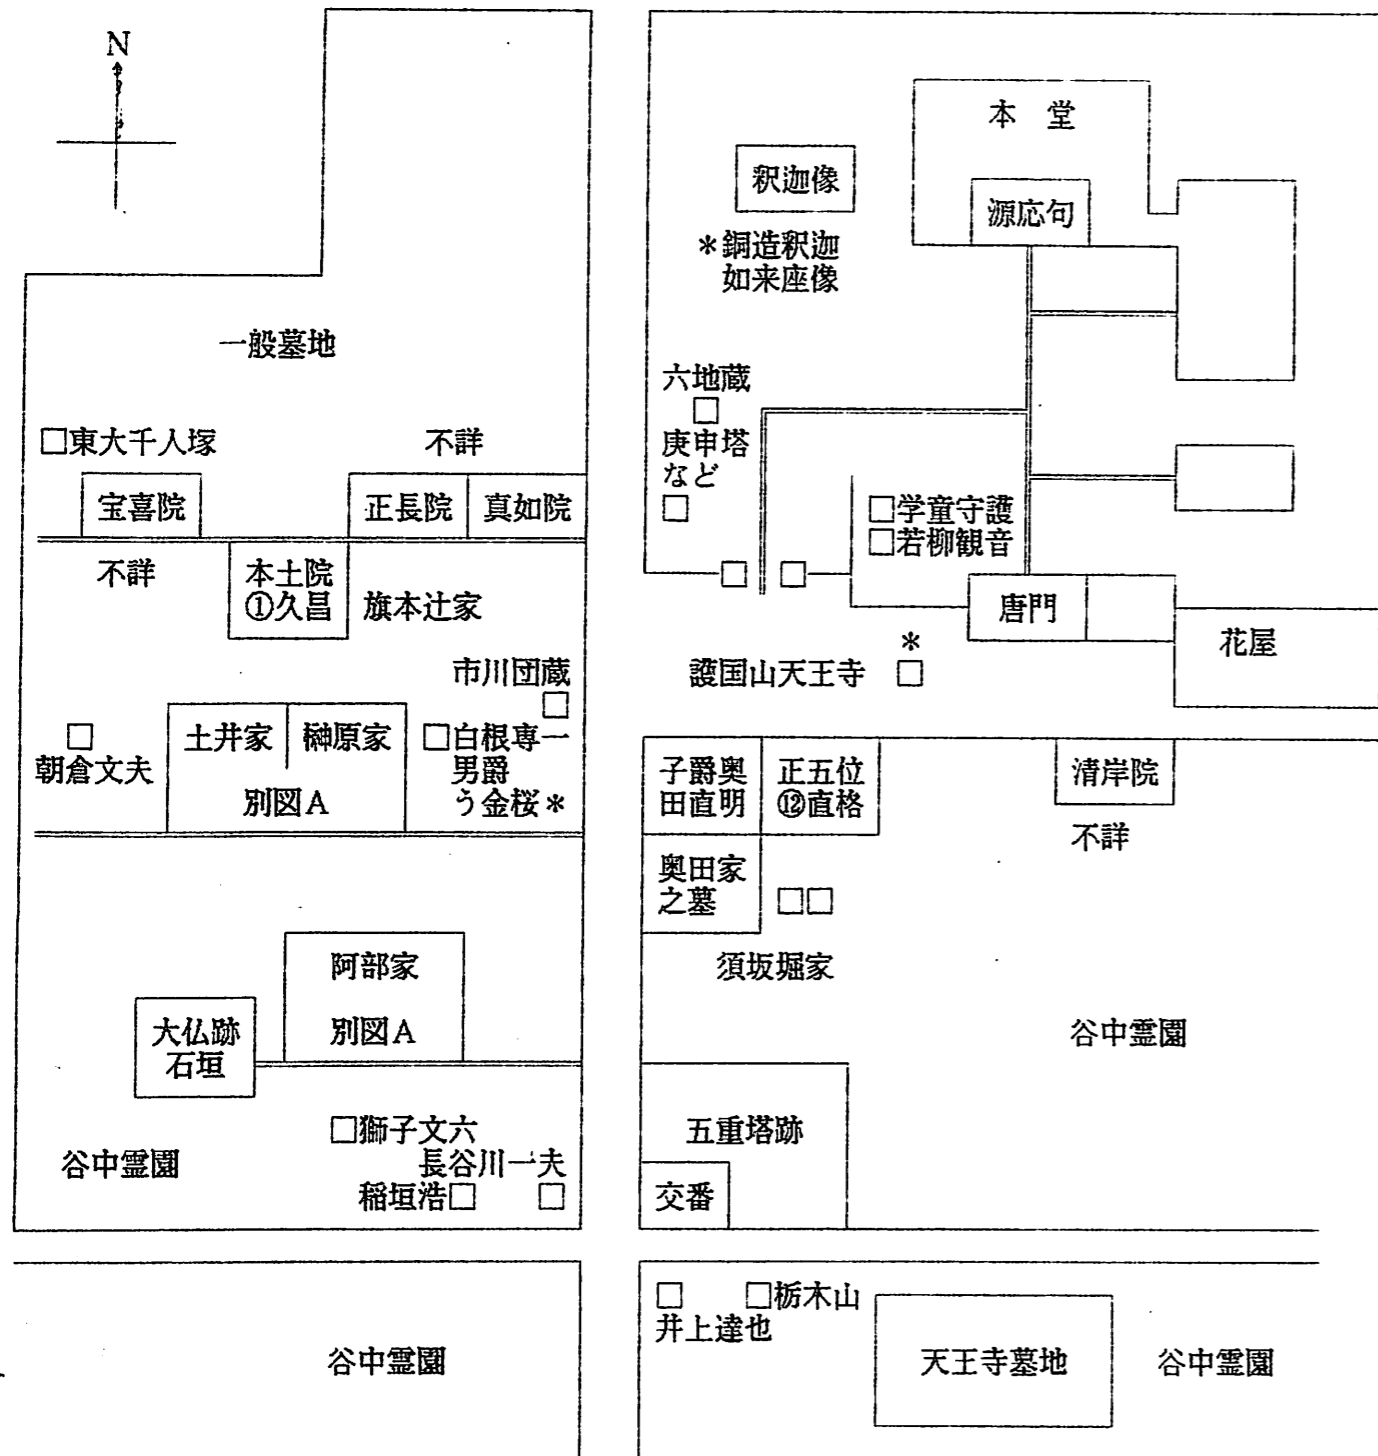 N
一般墓地
□東大千人塚
不詳
宝喜院
正長院
真如院
不詳
本土院
①久昌
旗本辻家
市川団蔵
□
□
朝倉文夫
土井家
榊原家
別図A
□白根専一
男爵
う金桜*
阿部家
別図A
大仏跡
石垣
□獅子文六
長谷川一夫
稲垣浩□
□
谷中霊園
谷中霊園
本堂
釈迦像
源応句
*銅造釈迦
如来座像
六地蔵
□
庚申塔
など
□
□学童守護
□若柳観音
□
□
唐門
花屋
*
護国山天王寺
□
子爵奥
田直明
正五位
⑫直格
清岸院
不詳
奥田家
之墓
□□
須坂堀家
谷中霊園
五重塔跡
交番
□
□栃木山
井上達也
天王寺墓地
谷中霊園